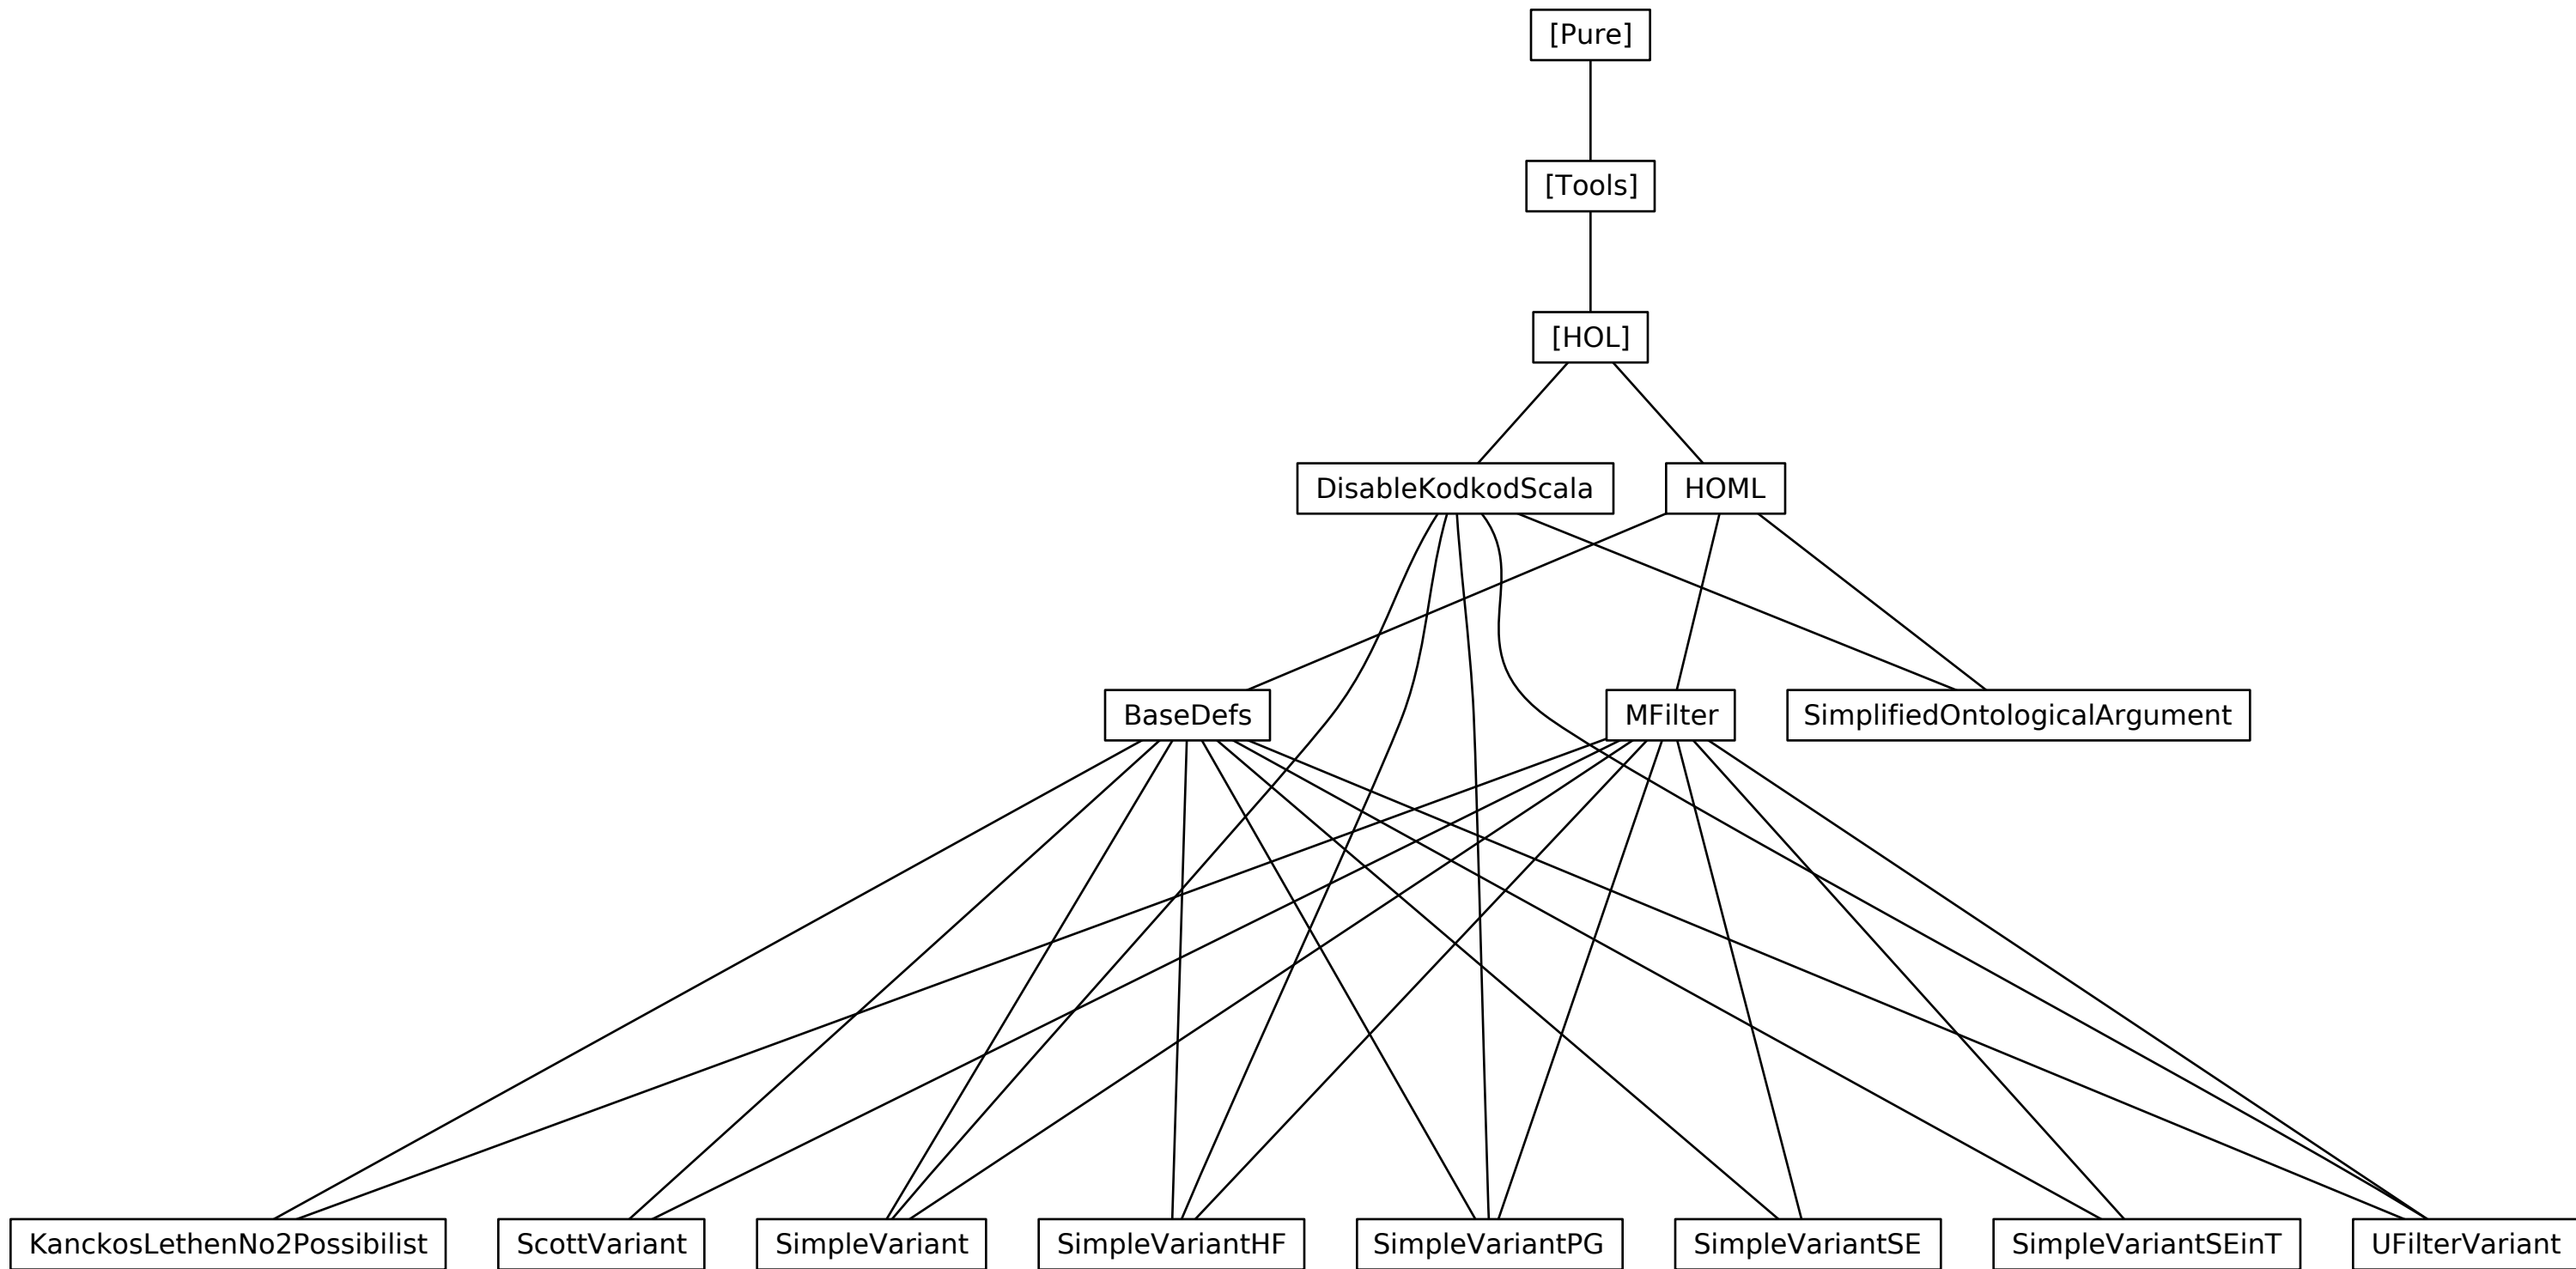 [Pure]
[Tools]
[HOL]
DisableKodkodScala
HOML
BaseDefs
MFilter
SimplifiedOntologicalArgument
KanckosLethenNo2Possibilist
ScottVariant
SimpleVariant
SimpleVariantHF
SimpleVariantPG
SimpleVariantSE
SimpleVariantSEinT
UFilterVariant